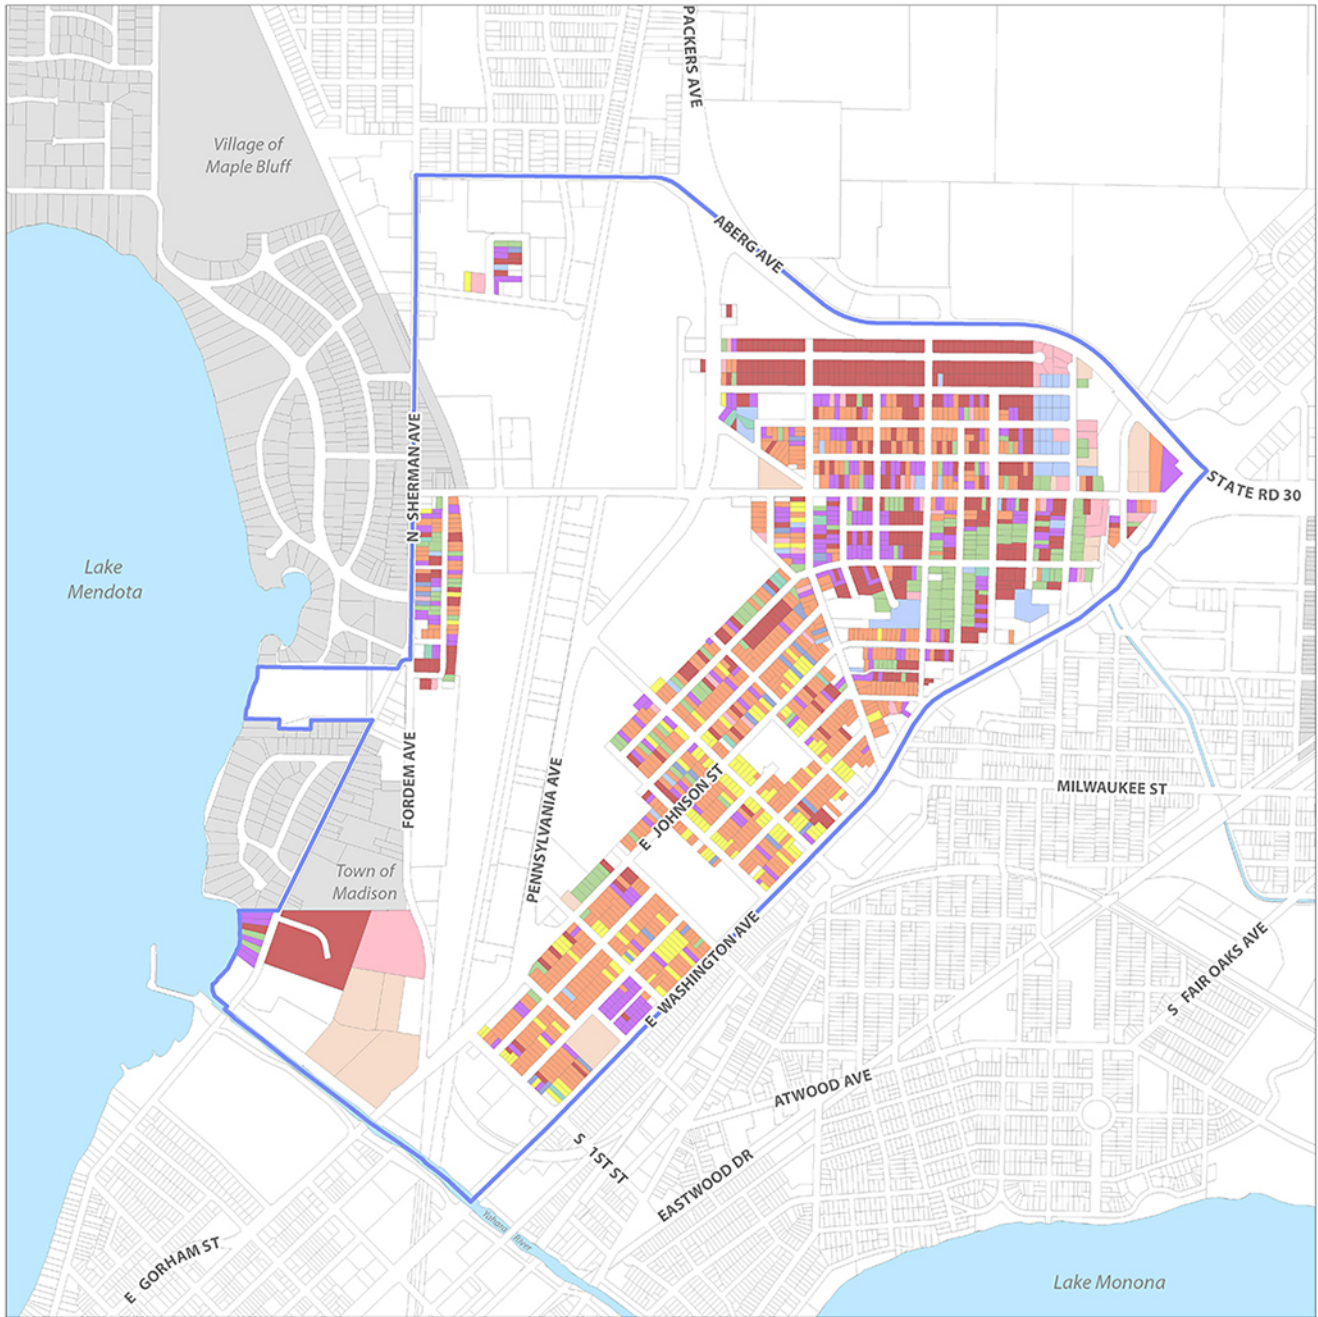 PACKERS AVE
Village of
Maple Bluff
ABERG AVE
N SHERMAN AVE
STATE RD 30
Lake
Mendota
FORDEM AVE
PENNSYLVANIA AVE
E JOHNSON ST
MILWAUKEE ST
Town of
Madison
E WASHINGTON AVE
S FAIR OAKS AVE
ATWOOD AVE
S 1ST ST
EASTWOOD DR
Yahara
River
E GORHAM ST
Lake Monona